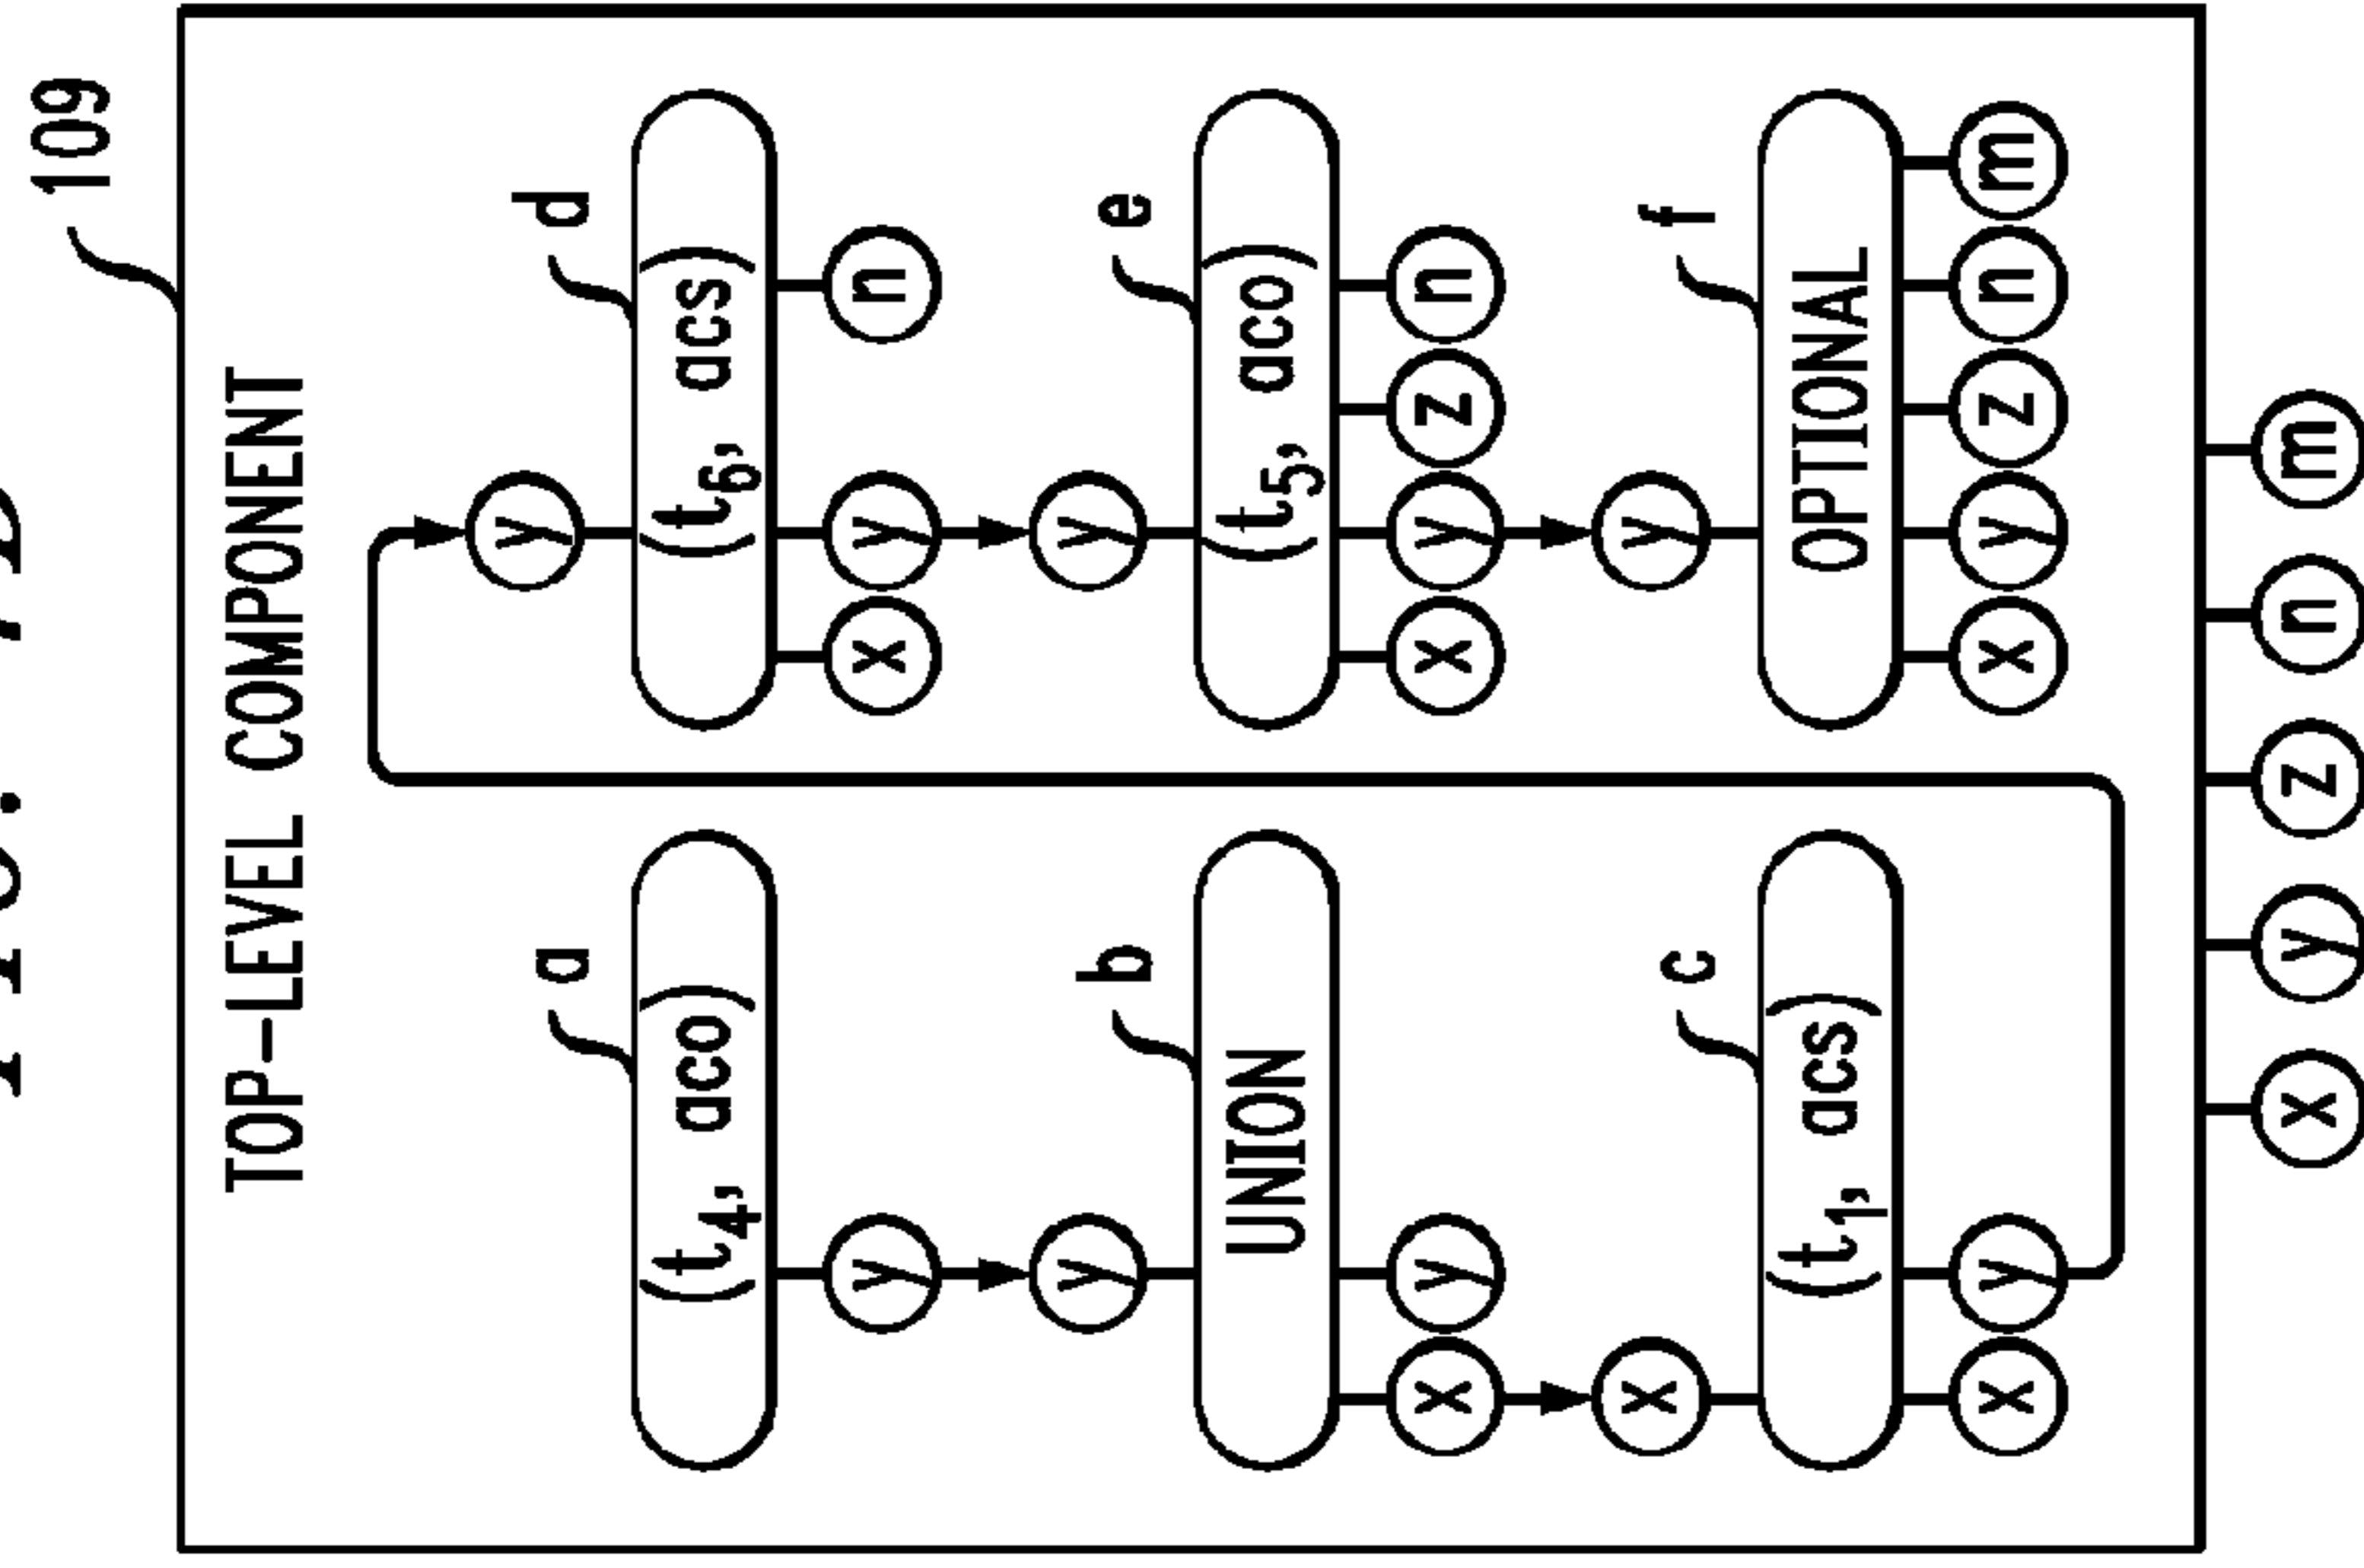 109
TOP-LEVEL COMPONENT
y
a d
(t4, aco) (t6, acs)
y x y n
y y
b e
UNION (t5, aco)
x y x y z n
x y
c f
(t1, acs) OPTIONAL
x y x y z n m
x y z n m